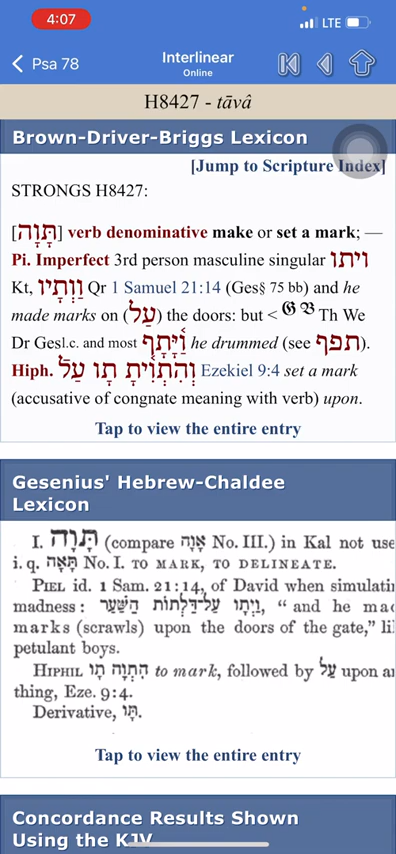 4:07
LTE
Psa 78
Interlinear
Online
H8427 - tāvâ
Brown-Driver-Briggs Lexicon
[Jump to Scripture Index]
STRONGS H8427:
[תָּוָה] verb denominative make or set a mark; —
Pi. Imperfect 3rd person masculine singular ויתו
Kt, וַוְתָיו Qr 1 Samuel 21:14 (Ges§ 75 bb) and he
made marks on (עַל) the doors: but < 𝕲 𝕭 Th We
Dr Gesl.c. and most וַיָּתָף he drummed (see תפף).
Hiph. וְהִתְוִיתָ תָו עַל Ezekiel 9:4 set a mark
(accusative of congnate meaning with verb) upon.
Tap to view the entire entry
Gesenius' Hebrew-Chaldee
Lexicon
I. תָּוָה (compare אָוָה No. III.) in Kal not use
i. q. תָּאָה No. I. TO MARK, TO DELINEATE.
PIEL id. 1 Sam. 21:14, of David when simulati
madness: וַיְתָו עַל־דַּלְתוֹת הַשַּׁעַר, “and he mad
marks (scrawls) upon the doors of the gate,” li
petulant boys.
HIPHIL הִתְוָה תָּו to mark, followed by עַל upon a
thing, Eze. 9:4.
Derivative, תָּו.
Tap to view the entire entry
Concordance Results Shown
Using the KJV